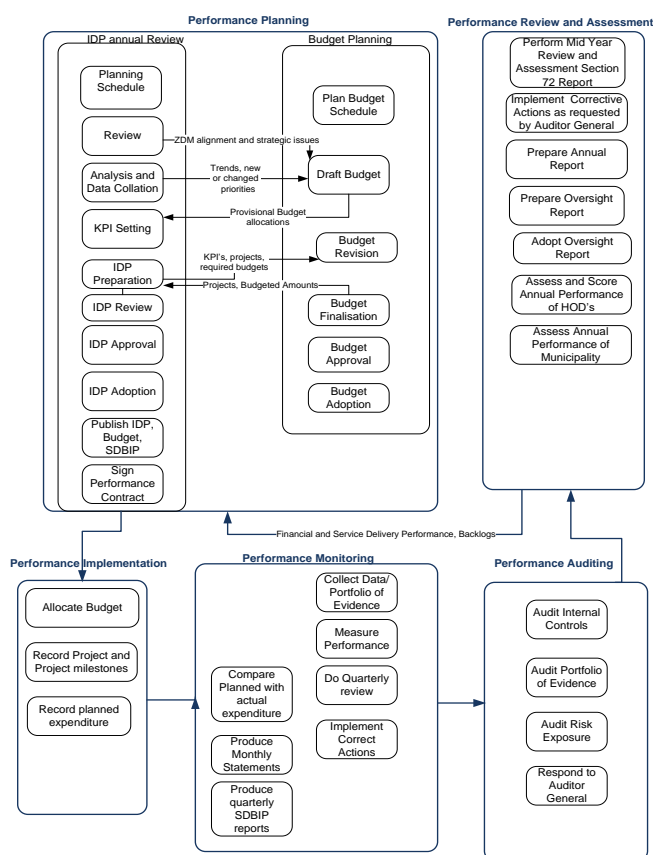 Performance Planning
IDP annual Review
Planning
Schedule
Review
Analysis and
Data Collation
KPI Setting
IDP
Preparation
IDP Review
IDP Approval
IDP Adoption
Publish IDP,
Budget,
SDBIP
Sign
Performance
Contract
ZDM alignment and strategic issues
Trends, new
or changed
priorities
Provisional Budget
allocations
KPI's, projects,
required budgets
Projects, Budgeted Amounts
Budget Planning
Plan Budget
Schedule
Draft Budget
Budget
Revision
Budget
Finalisation
Budget
Approval
Budget
Adoption
Performance Review and Assessment
Perform Mid Year
Review and
Assessment Section
72 Report
Implement Corrective
Actions as requested
by Auditor General
Prepare Annual
Report
Prepare Oversight
Report
Adopt Oversight
Report
Assess and Score
Annual Performance
of HOD's
Assess Annual
Performance of
Municipality
Financial and Service Delivery Performance, Backlogs
Performance Implementation
Allocate Budget
Record Project and
Project milestones
Record planned
expenditure
Performance Monitoring
Compare
Planned with
actual
expenditure
Produce
Monthly
Statements
Produce
quarterly
SDBIP
reports
Collect Data/
Portfolio of
Evidence
Measure
Performance
Do Quarterly
review
Implement
Correct
Actions
Performance Auditing
Audit Internal
Controls
Audit Portfolio
of Evidence
Audit Risk
Exposure
Respond to
Auditor
General